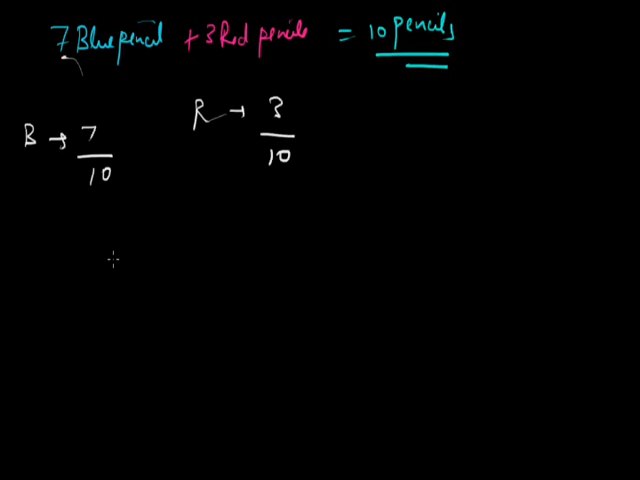 7 Blue pencil + 3 Red pencils = 10 pencils
B → 7/10
R → 3/10